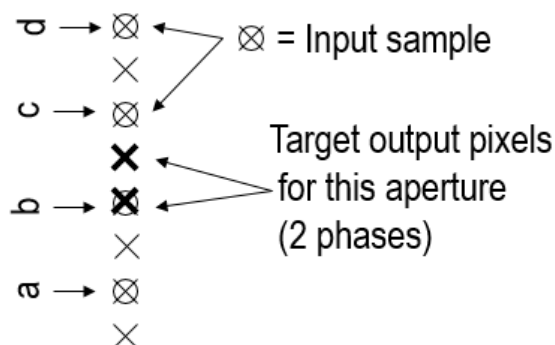 d
⊗ = Input sample
c
Target output pixels
for this aperture
(2 phases)
b
a